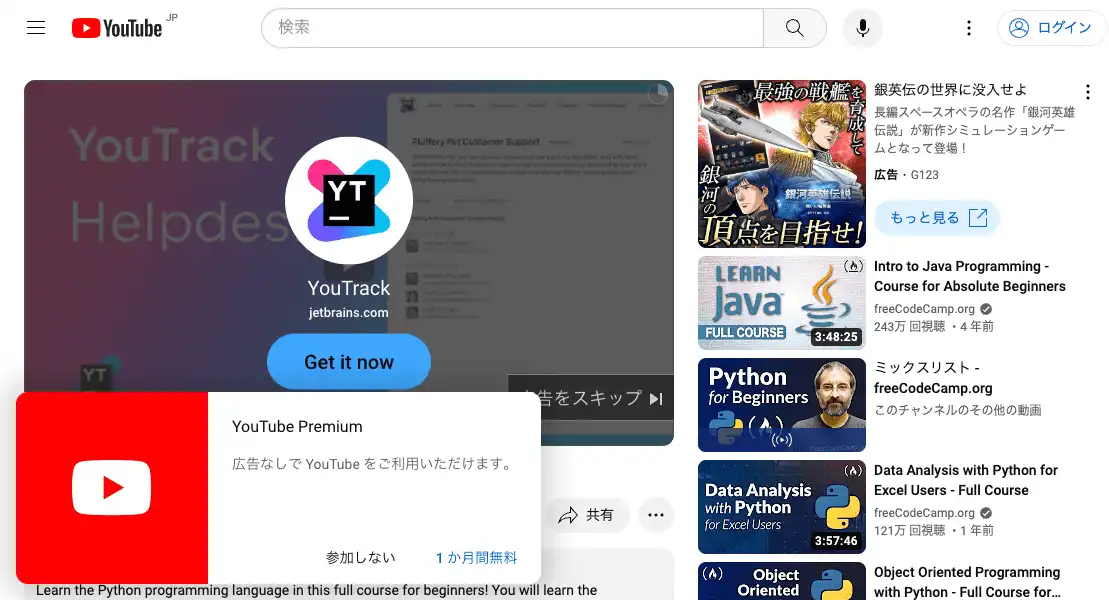 YouTube JP
検索
ログイン
YouTrack
Helpdes
Fluffery Pet Customer Support
YT
YouTrack
jetbrains.com
Get it now
YT
広告をスキップ
YouTube Premium
広告なしで YouTube をご利用いただけます。
参加しない
1 か月間無料
共有
Learn the Python programming language in this full course for beginners! You will learn the
最強の戦艦を
育成して
銀河の
銀河英雄伝説
頂点を目指せ!
銀英伝の世界に没入せよ
長編スペースオペラの名作「銀河英雄
伝説」が新作シミュレーションゲー
ムとなって登場！
広告・G123
もっと見る
LEARN
Java
FULL COURSE
3:48:25
Intro to Java Programming -
Course for Absolute Beginners
freeCodeCamp.org
243万 回視聴 ・4 年前
Python
for Beginners
ミックスリスト -
freeCodeCamp.org
このチャンネルのその他の動画
Data Analysis
with Python
for Excel Users
3:57:46
Data Analysis with Python for
Excel Users - Full Course
freeCodeCamp.org
121万 回視聴 ・1 年前
Object
Oriented
Object Oriented Programming
with Python - Full Course for…